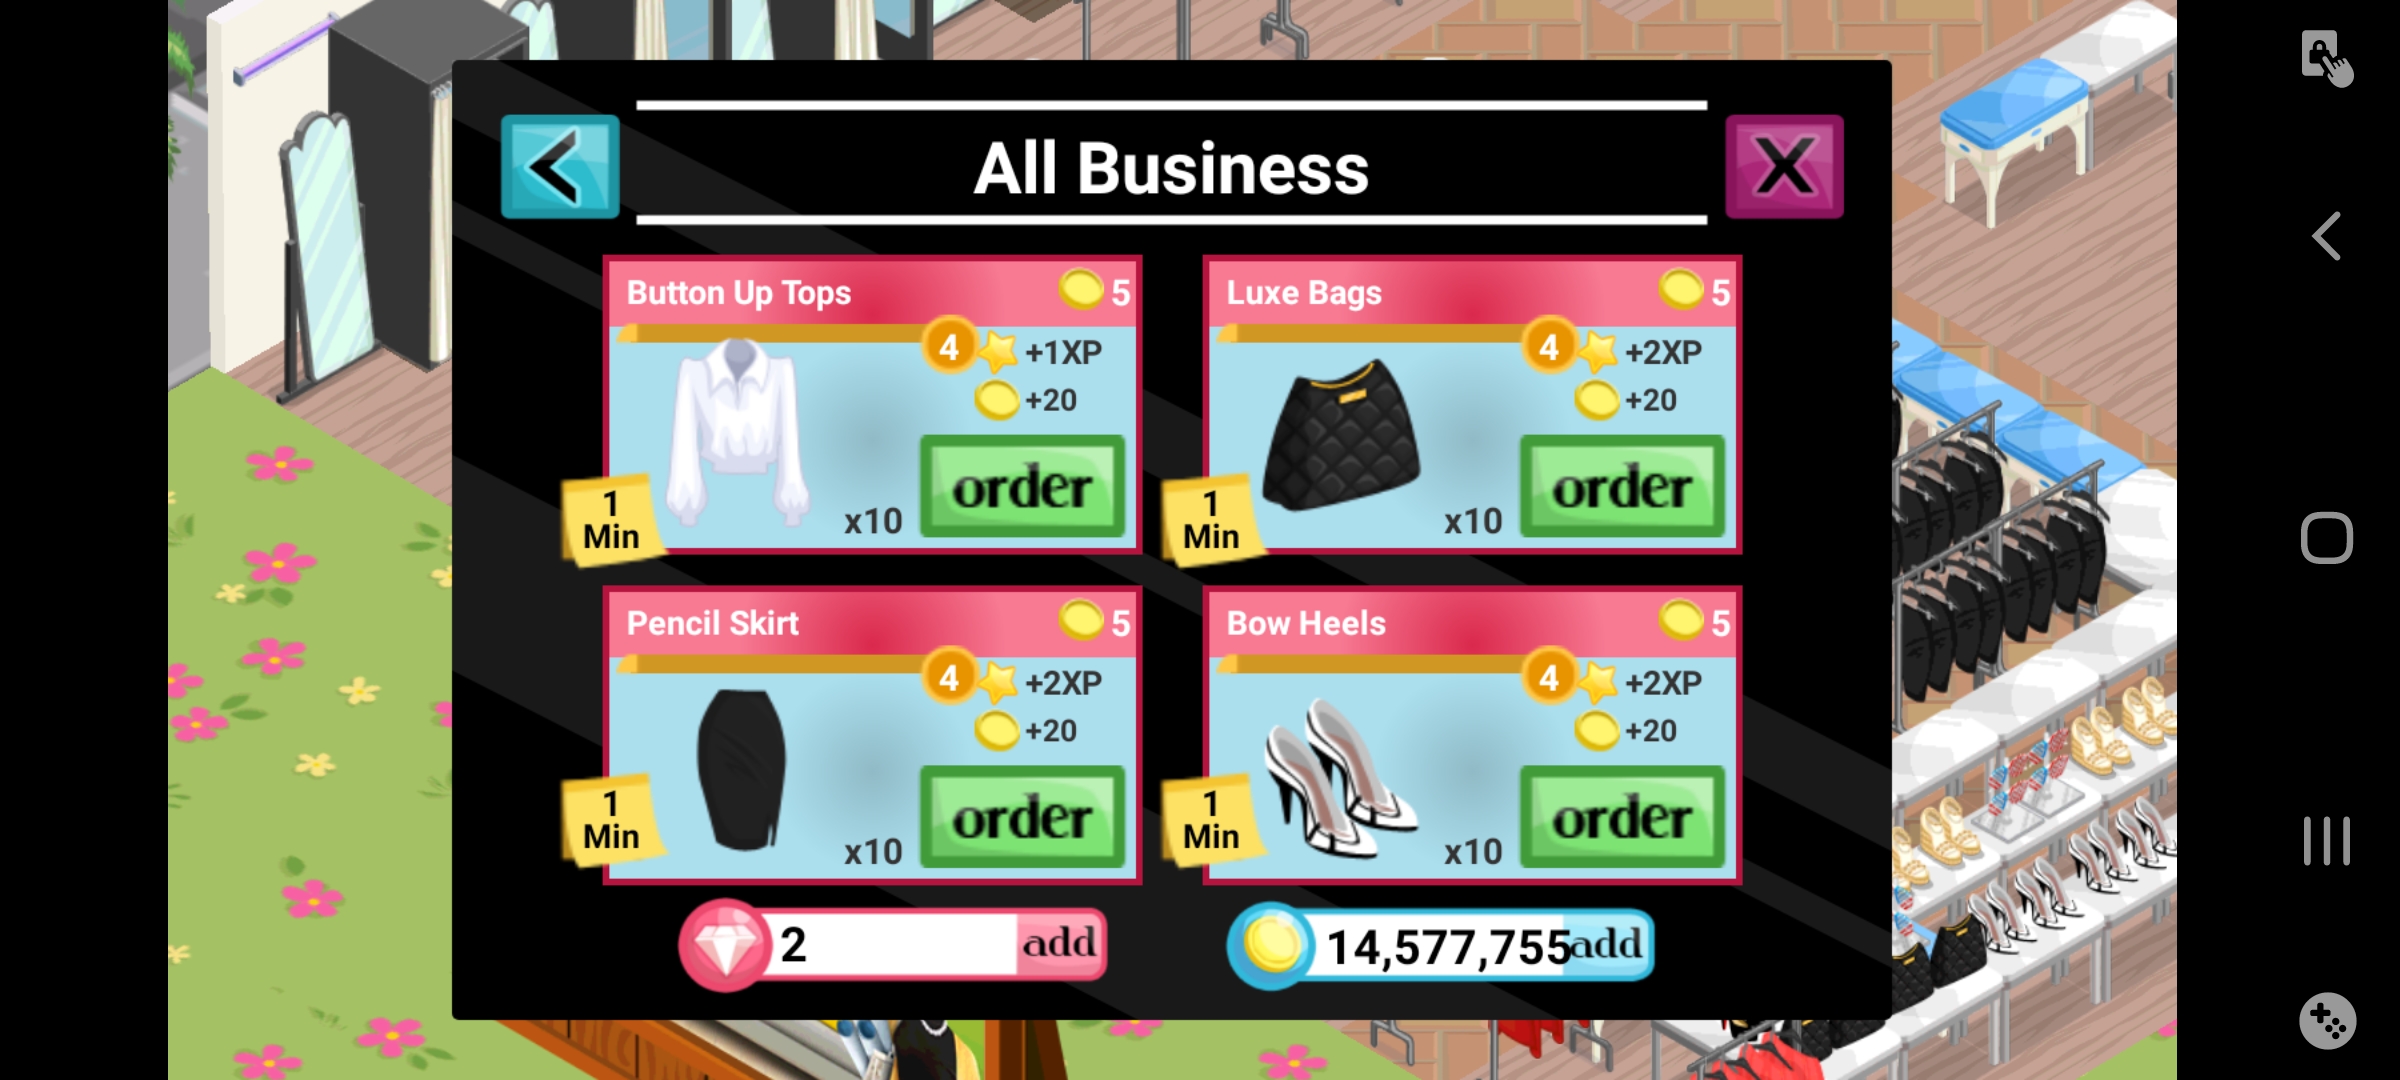 All Business
X
Button Up Tops 5
4 +1XP
+20
1
Min
x10
order
Luxe Bags 5
4 +2XP
+20
1
Min
x10
order
Pencil Skirt 5
4 +2XP
+20
1
Min
x10
order
Bow Heels 5
4 +2XP
+20
1
Min
x10
order
2 add
14,577,755 add